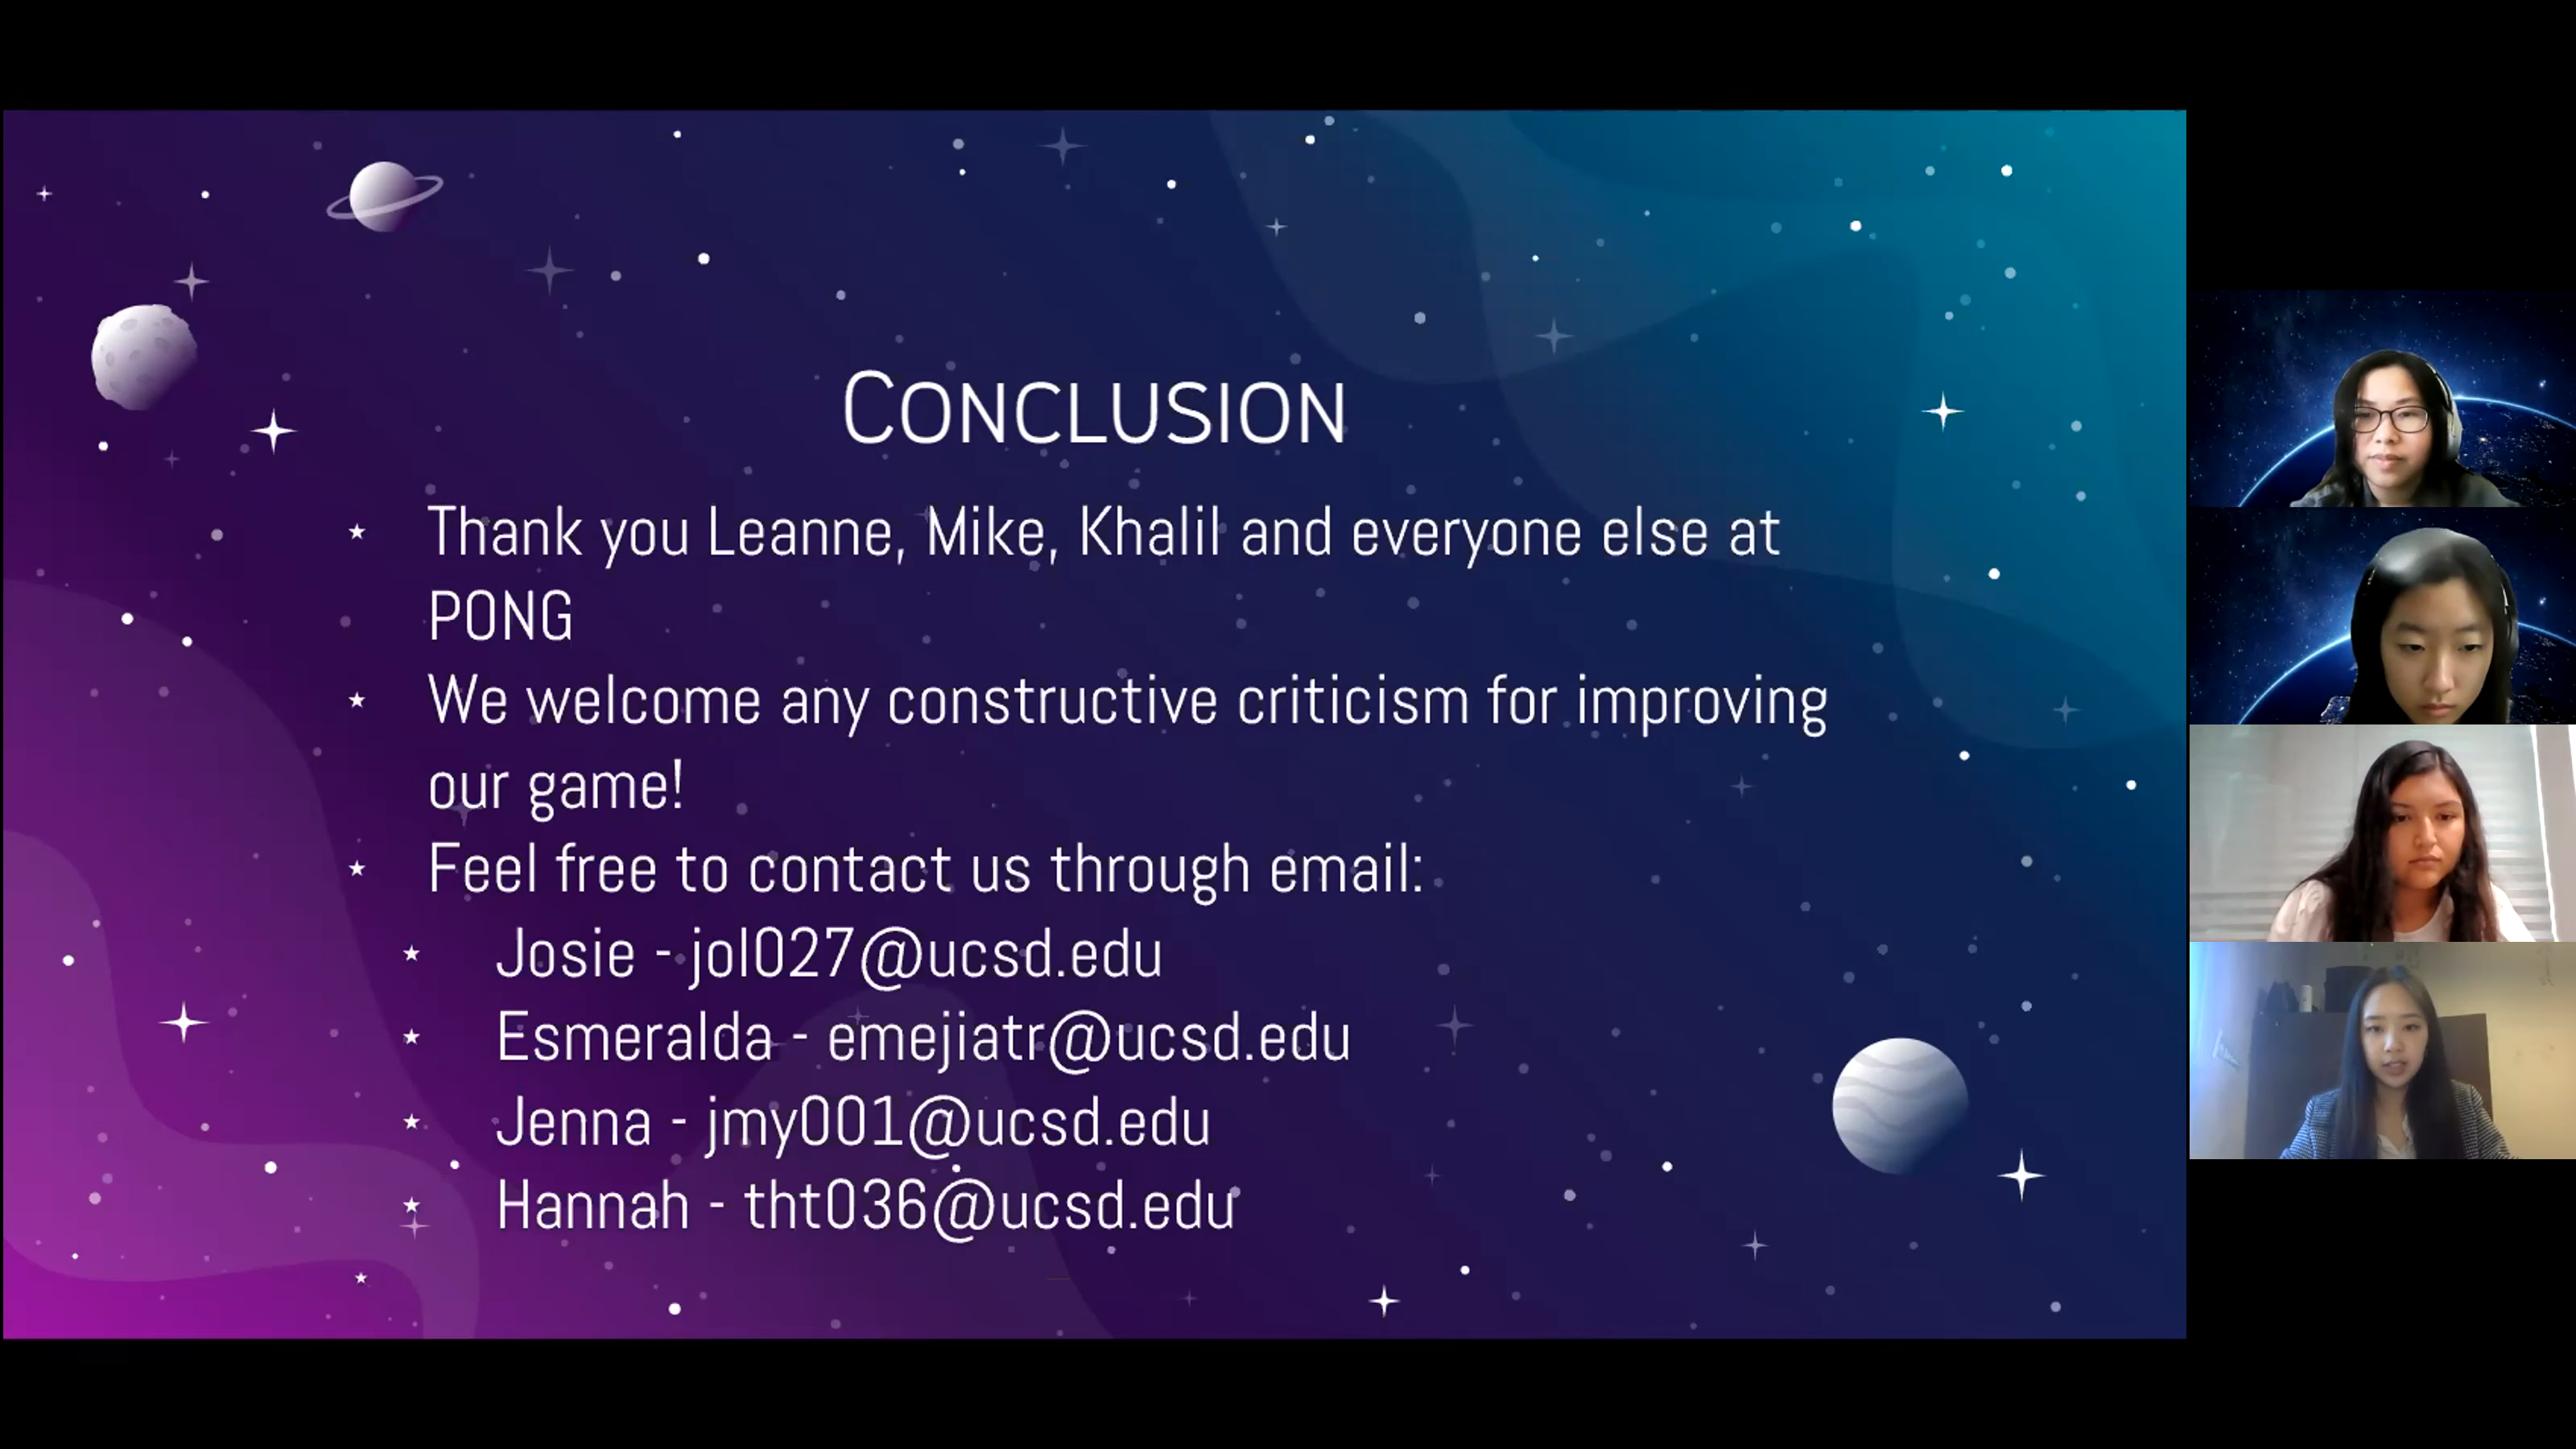 CONCLUSION
Thank you Leanne, Mike, Khalil and everyone else at
PONG
We welcome any constructive criticism for improving
our game!
Feel free to contact us through email:
Josie - jol027@ucsd.edu
Esmeralda - emejiatr@ucsd.edu
Jenna - jmy001@ucsd.edu
Hannah - tht036@ucsd.edu